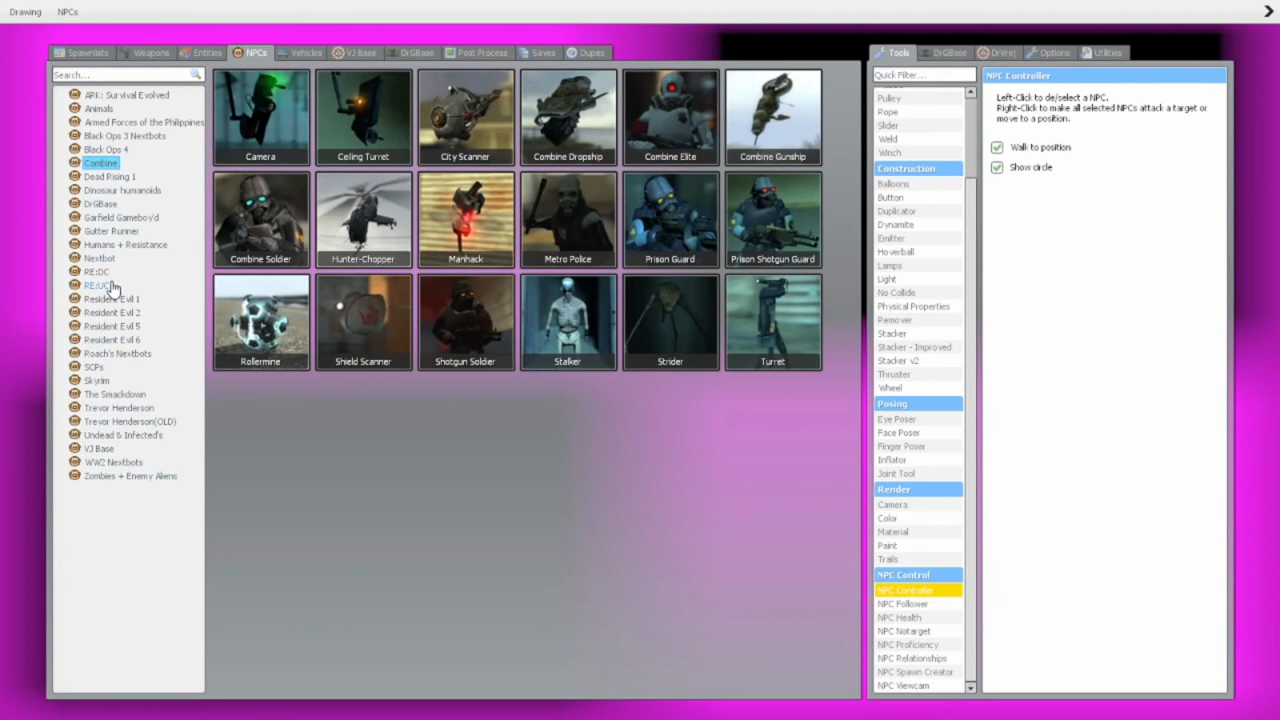 Drawing NPCs
Spawnlists Weapons Entities NPCs Vehicles VJ Base DrGBase Post Process Saves Dupes
Search...
ARK: Survival Evolved
Animals
Armed Forces of the Philippines
Black Ops 3 Nextbots
Black Ops 4
Combine
Dead Rising 1
Dinosaur humanoids
DrGBase
Garfield Gameboy'd
Gutter Runner
Humans + Resistance
Nextbot
RE:DC
Resident Evil 1
Resident Evil 2
Resident Evil 5
Resident Evil 6
Roach's Nextbots
SCPs
Skyrim
The Smackdown
Trevor Henderson
Trevor Henderson(OLD)
Undead & Infected's
VJ Base
WW2 Nextbots
Zombies + Enemy Aliens
Camera Ceiling Turret City Scanner Combine Dropship Combine Elite Combine Gunship
Combine Soldier Hunter-Chopper Manhack Metro Police Prison Guard Prison Shotgun Guard
Rollermine Shield Scanner Shotgun Soldier Stalker Strider Turret
Tools DrGBase Options Utilities
Quick Filter...
Pulley
Rope
Slider
Weld
Winch
Construction
Balloons
Button
Duplicator
Dynamite
Emitter
Hoverball
Lamps
Light
No Collide
Physical Properties
Remover
Stacker
Stacker - Improved
Stacker v2
Thruster
Wheel
Posing
Eye Poser
Face Poser
Finger Poser
Inflator
Joint Tool
Render
Camera
Color
Material
Paint
Trails
NPC Control
NPC Controller
NPC Follower
NPC Health
NPC Notarget
NPC Proficiency
NPC Relationships
NPC Spawn Creator
NPC Viewcam
NPC Controller
Left-Click to de/select a NPC.
Right-Click to make all selected NPCs attack a target or
move to a position.
Walk to position
Show circle